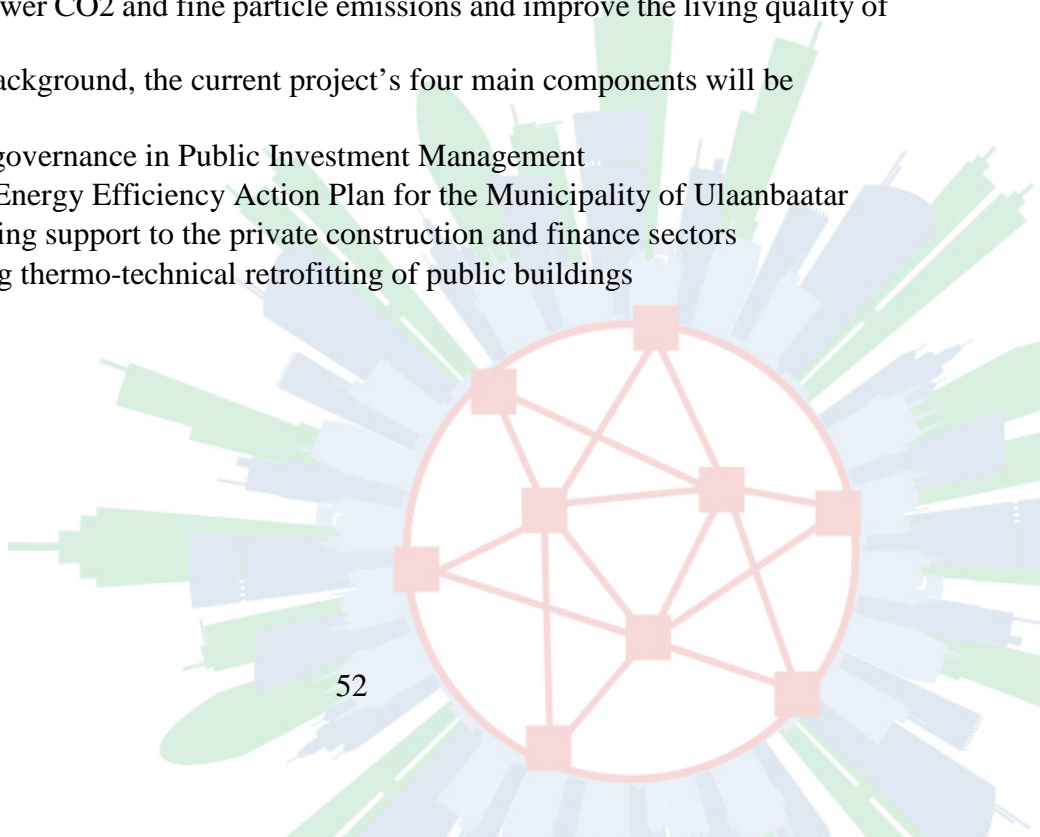 wer CO2 and fine particle emissions and improve the living quality of
ackground, the current project's four main components will be
governance in Public Investment Management
Energy Efficiency Action Plan for the Municipality of Ulaanbaatar
ing support to the private construction and finance sectors
g thermo-technical retrofitting of public buildings
52